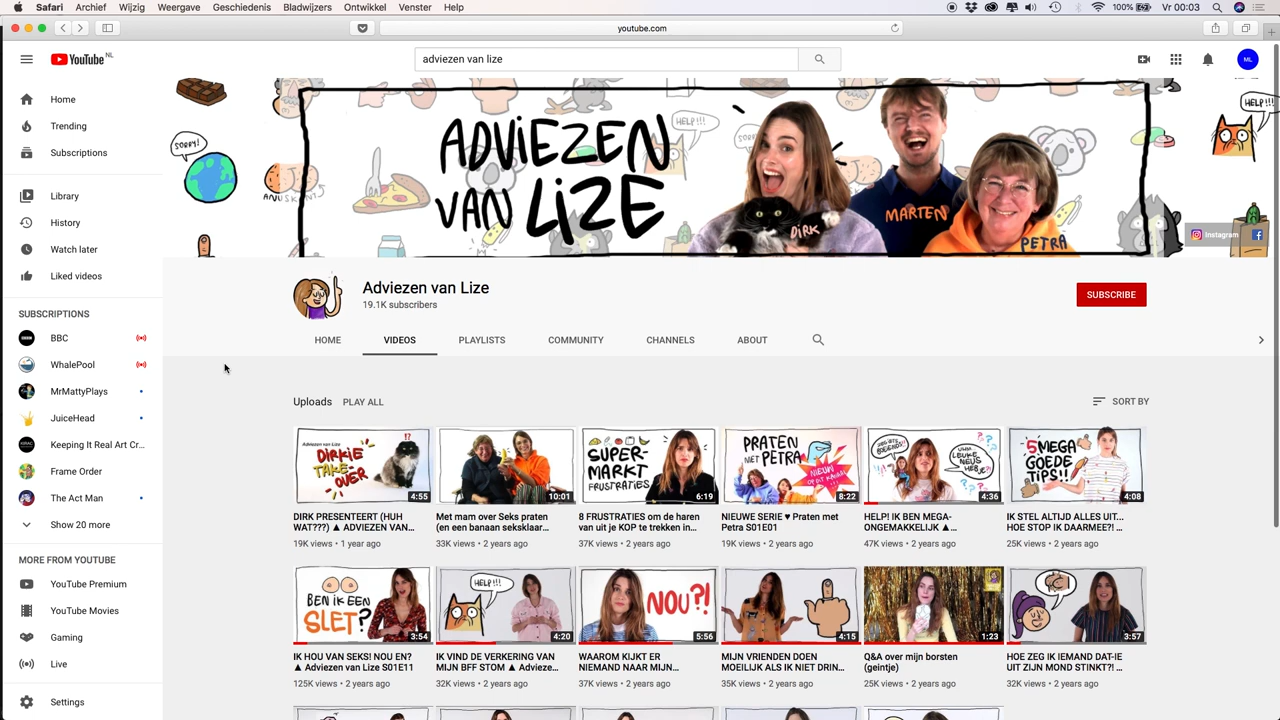 Safari Archief Wijzig Weergave Geschiedenis Bladwijzers Ontwikkel Venster Help 100% Vr 00:03
youtube.com
YouTube NL
adviezen van lize
ML
Home
Trending
Subscriptions
Library
History
Watch later
Liked videos
SUBSCRIPTIONS
BBC
WhalePool
MrMattyPlays
JuiceHead
Keeping It Real Art Cr...
Frame Order
The Act Man
Show 20 more
MORE FROM YOUTUBE
YouTube Premium
YouTube Movies
Gaming
Live
Settings
SORRY!
HELP!!!
HELP!!!
ADVIEZEN
VAN LiZE
DIRK
MARTEN
PETRA
Instagram
Adviezen van Lize
19.1K subscribers
SUBSCRIBE
HOME VIDEOS PLAYLISTS COMMUNITY CHANNELS ABOUT
Uploads PLAY ALL SORT BY
Adviezen van Lize
DIRKIE
TAKE
OVER
!?
4:55
10:01
SUPER-
MARKT
FRUSTRATIES
6:19
PRATEN
MET PETRA
NIEUW
8:22
4:36
5 MEGA
GOEDE
TIPS!!
4:08
DIRK PRESENTEERT (HUH
WAT???) ▲ ADVIEZEN VAN...
19K views • 1 year ago
Met mam over Seks praten
(en een banaan seksklaar...
33K views • 2 years ago
8 FRUSTRATIES om de haren
van uit je KOP te trekken in...
37K views • 2 years ago
NIEUWE SERIE ♥ Praten met
Petra S01E01
19K views • 2 years ago
HELP! IK BEN MEGA-
ONGEMAKKELIJK ▲...
47K views • 2 years ago
IK STEL ALTIJD ALLES UIT...
HOE STOP IK DAARMEE?! ...
25K views • 2 years ago
BEN iK EEN
SLET?
3:54
HELP!!!
4:20
NOU?!
5:56
4:15
1:23
3:57
IK HOU VAN SEKS! NOU EN?
▲ Adviezen van Lize S01E11
125K views • 2 years ago
IK VIND DE VERKERING VAN
MIJN BFF STOM ▲ Advieze...
32K views • 2 years ago
WAAROM KIJKT ER
NIEMAND NAAR MIJN...
37K views • 2 years ago
MIJN VRIENDEN DOEN
MOEILIJK ALS IK NIET DRIN...
35K views • 2 years ago
Q&A over mijn borsten
(geintje)
25K views • 2 years ago
HOE ZEG IK IEMAND DAT-IE
UIT ZIJN MOND STINKT?! ...
32K views • 2 years ago